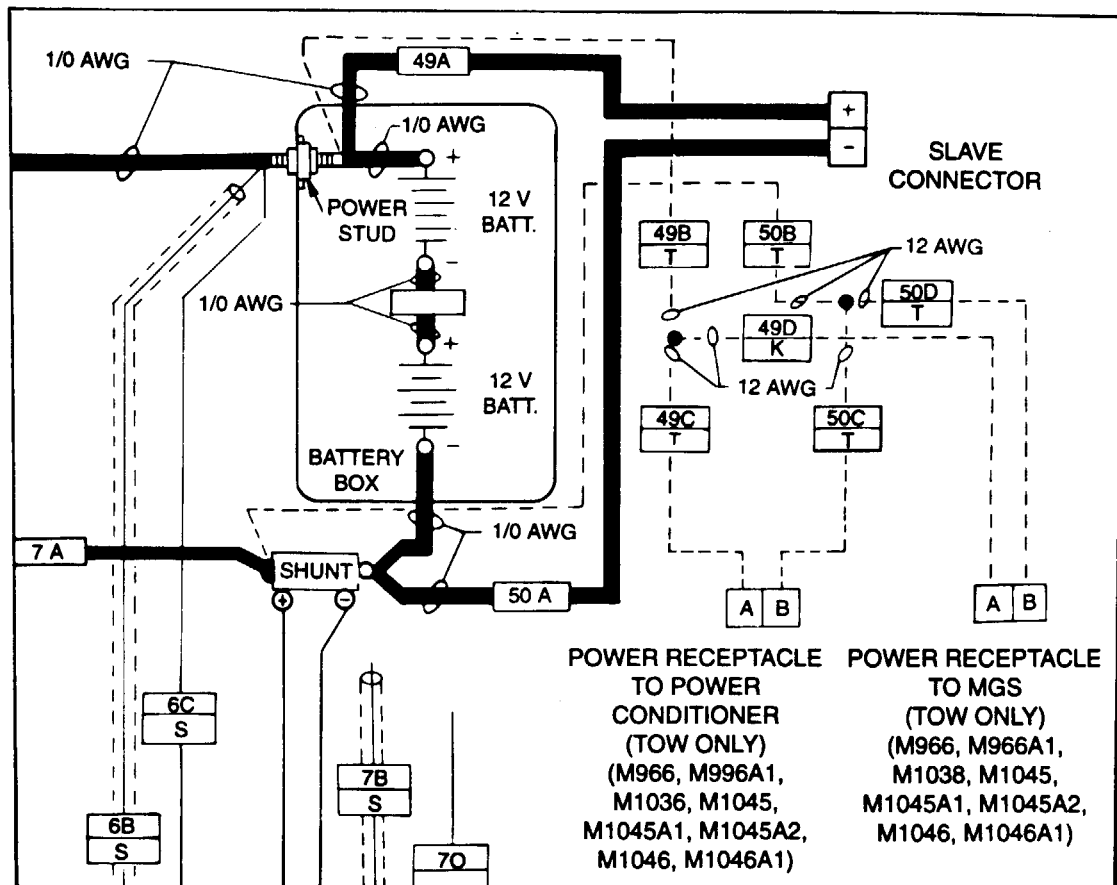 1/0 AWG
49A
1/0 AWG
+
-
SLAVE
CONNECTOR
+
POWER
STUD
12 V
BATT.
-
1/0 AWG
+
12 V
BATT.
-
BATTERY
BOX
49B
T
50B
T
12 AWG
50D
T
49D
K
12 AWG
49C
T
50C
T
1/0 AWG
7 A
SHUNT
+
-
50 A
A B
A B
POWER RECEPTACLE
TO POWER
CONDITIONER
(TOW ONLY)
(M966, M996A1,
M1036, M1045,
M1045A1, M1045A2,
M1046, M1046A1)
POWER RECEPTACLE
TO MGS
(TOW ONLY)
(M966, M966A1,
M1038, M1045,
M1045A1, M1045A2,
M1046, M1046A1)
6C
S
7B
S
6B
S
7O